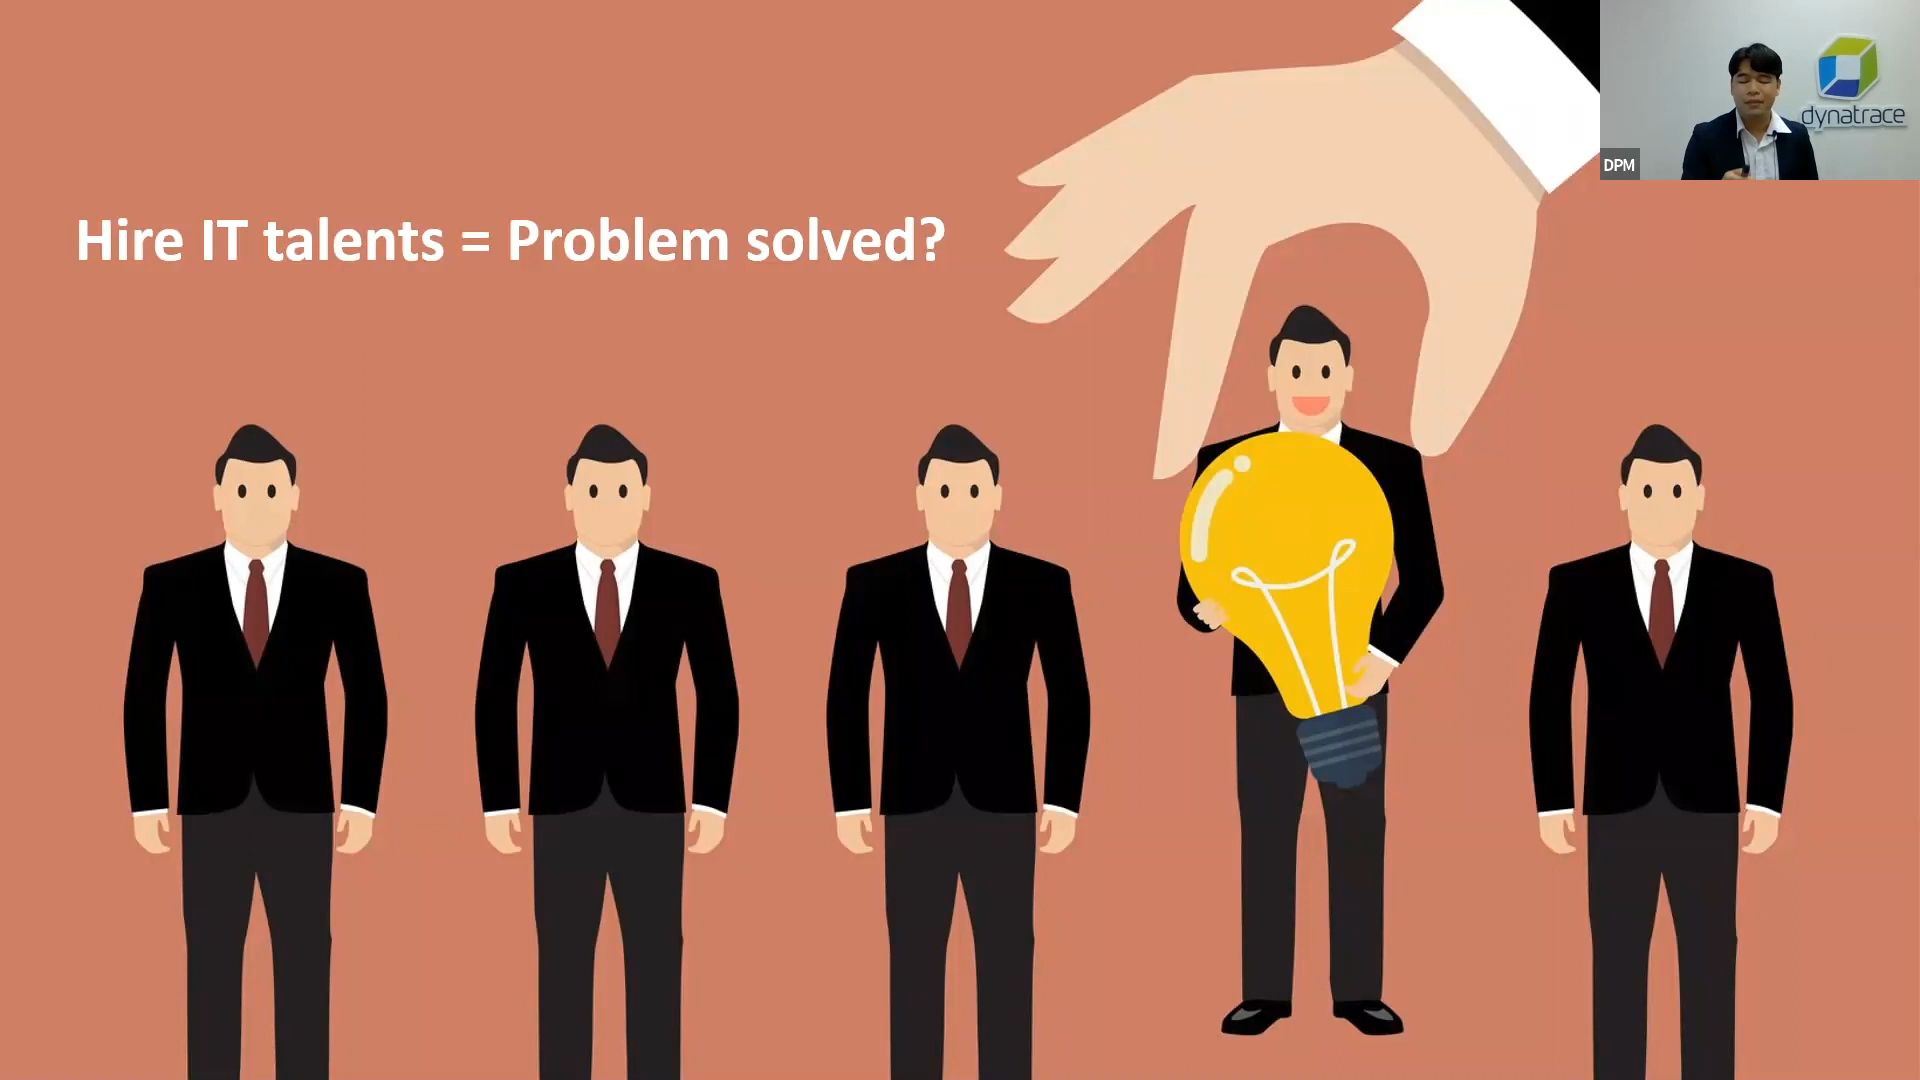 Hire IT talents = Problem solved?
dynatrace
DPM